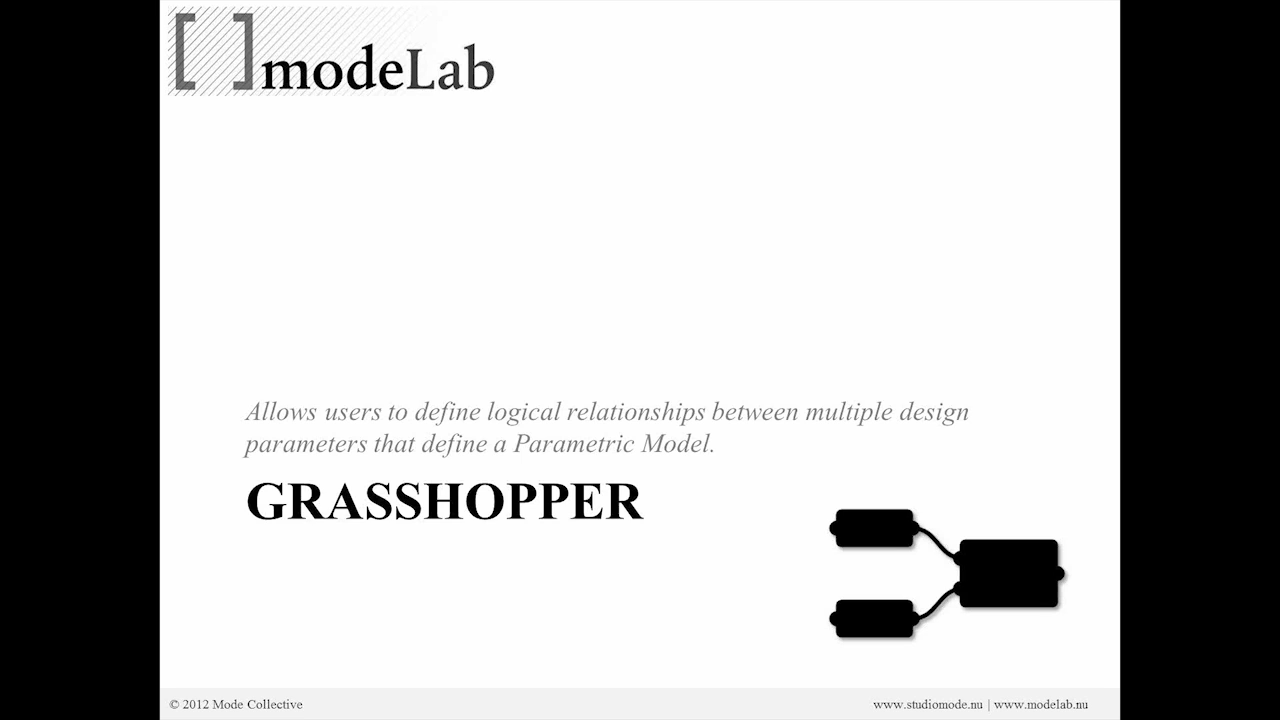 [ ]modeLab
Allows users to define logical relationships between multiple design
parameters that define a Parametric Model.
GRASSHOPPER
© 2012 Mode Collective
www.studiomode.nu | www.modelab.nu